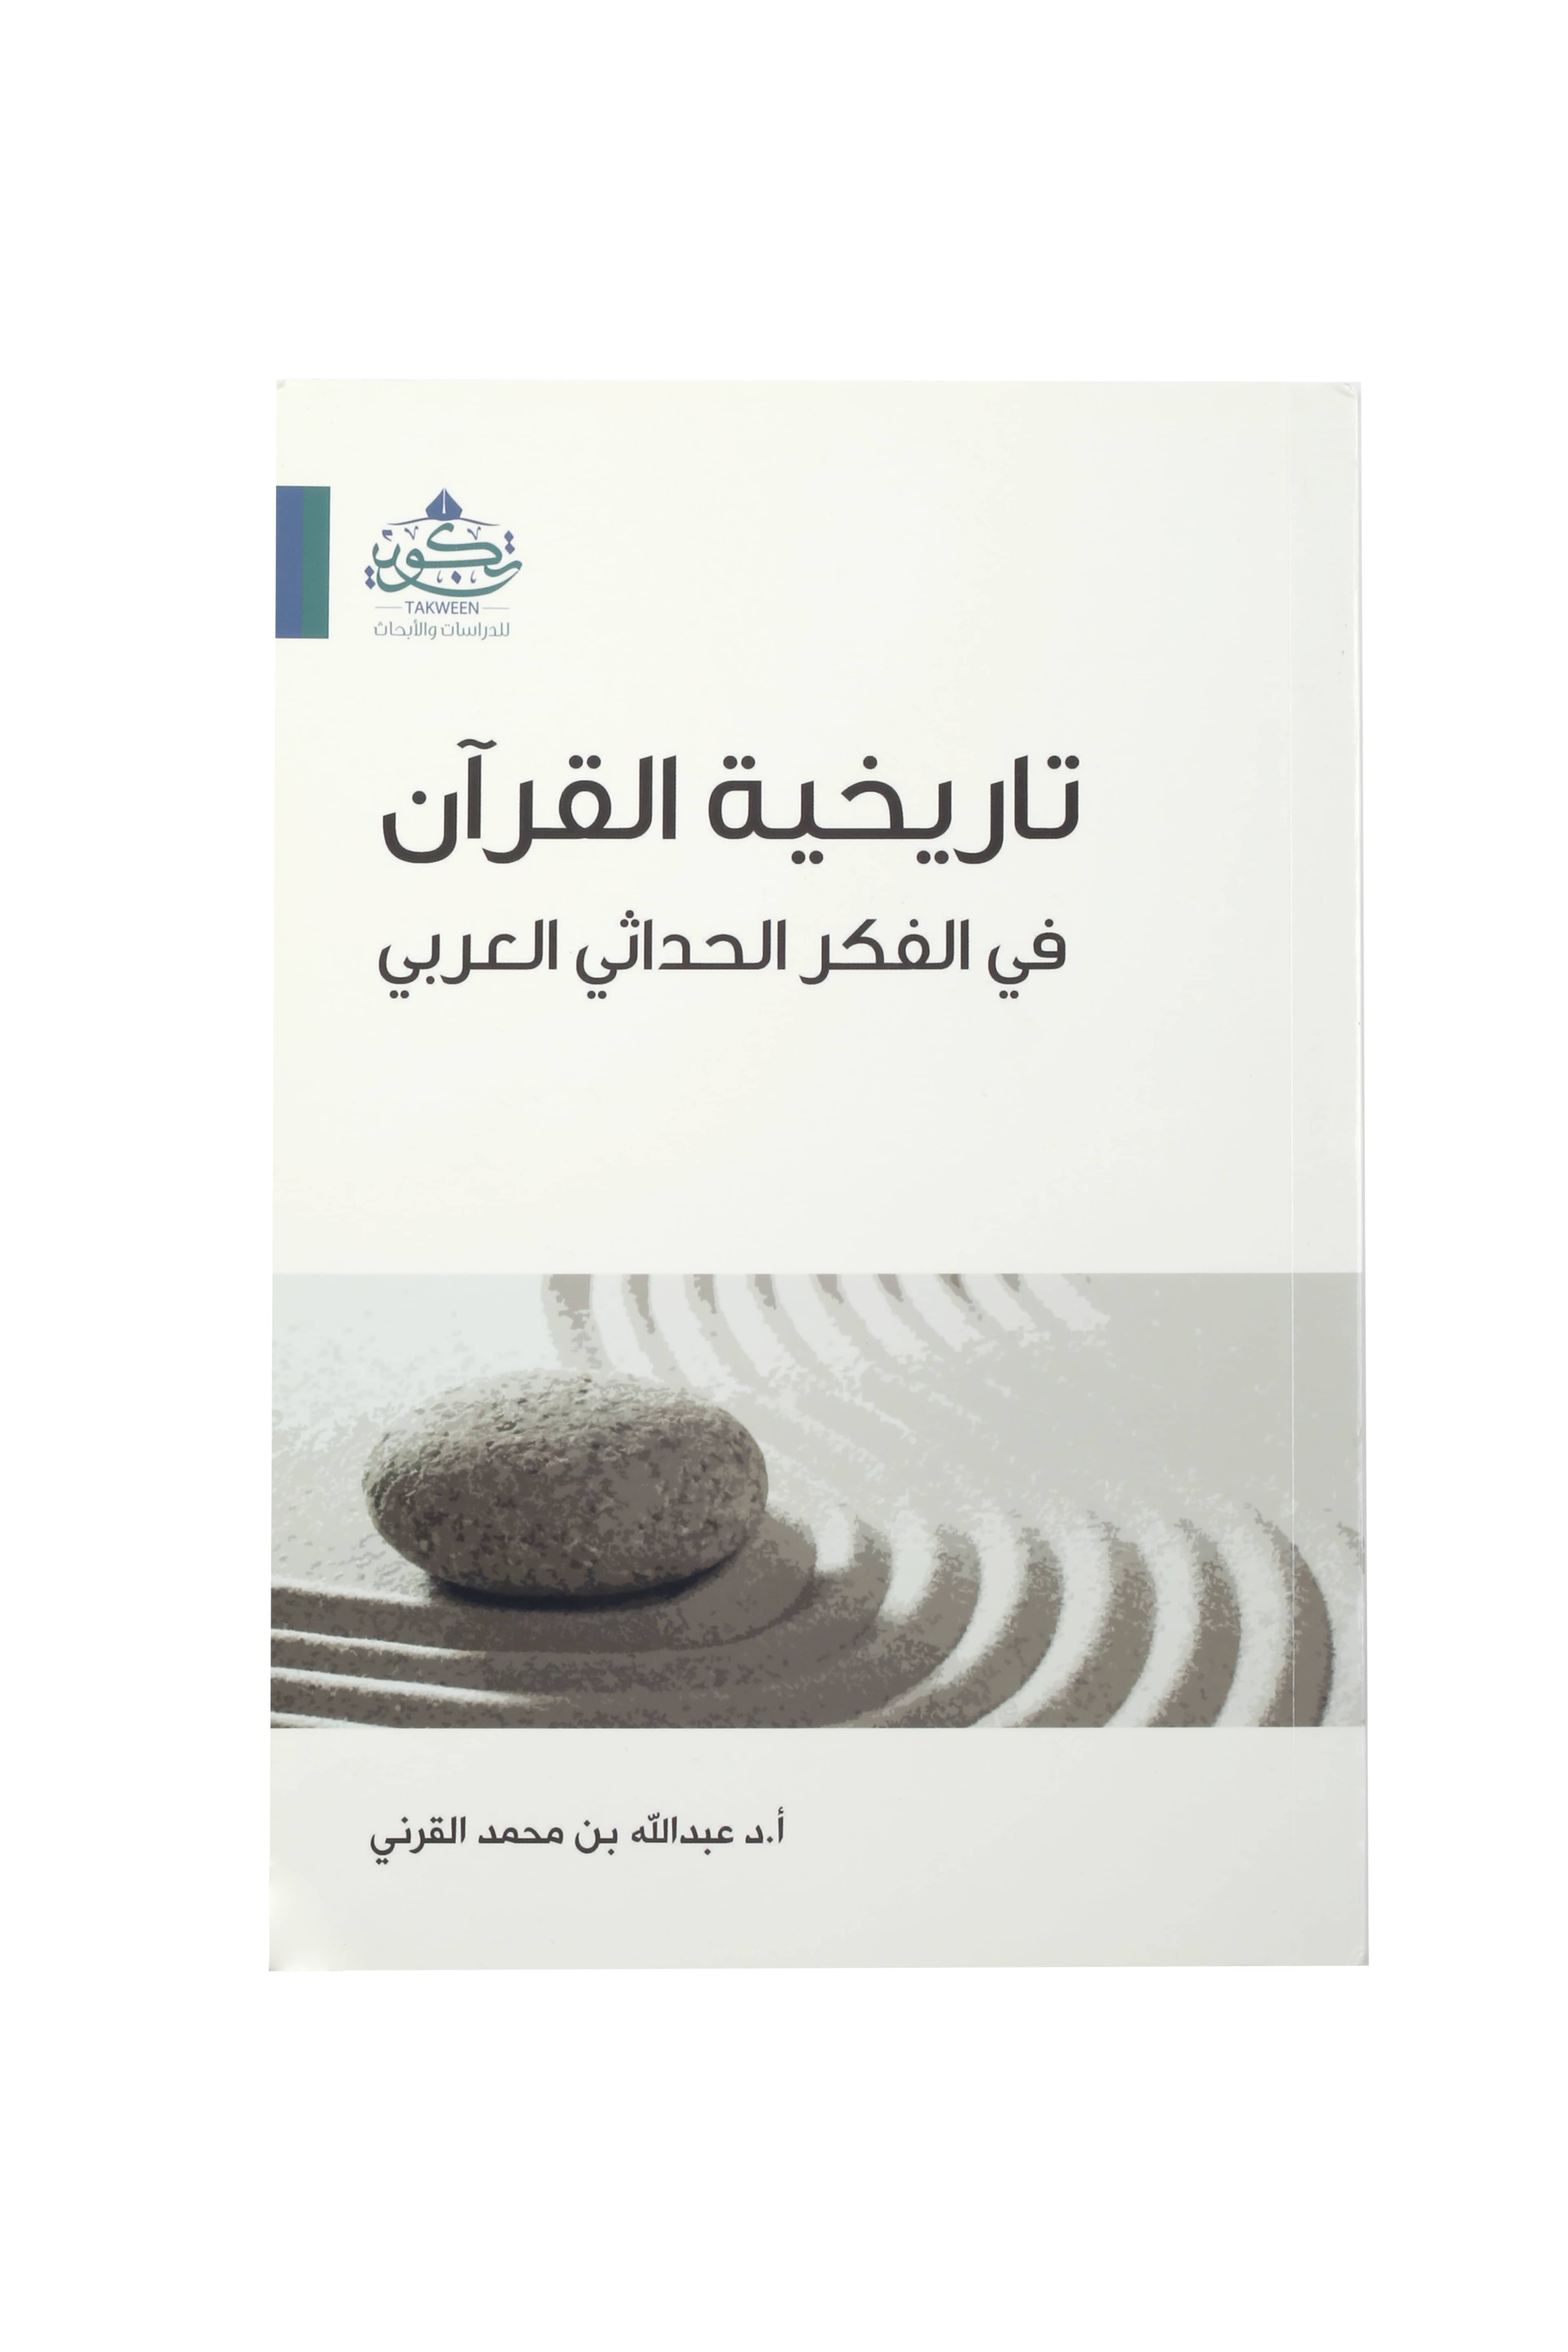 تكوين
TAKWEEN
للدراسات والأبحاث
تاريخية القرآن
في الفكر الحداثي العربي
أ.د عبدالله بن محمد القرني